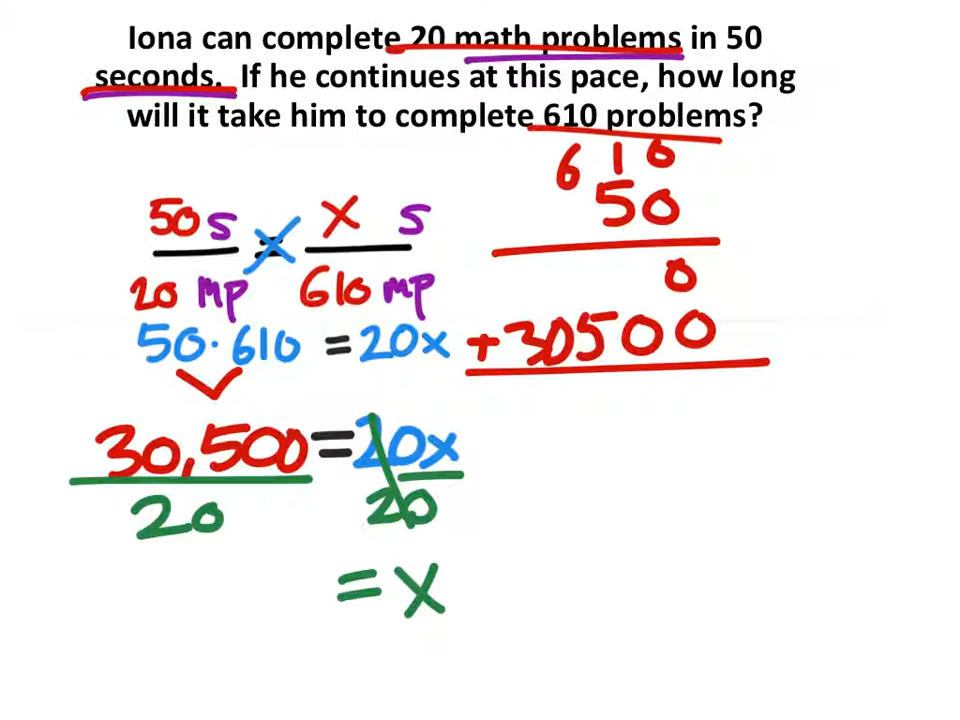 Iona can complete 20 math problems in 50
seconds. If he continues at this pace, how long
will it take him to complete 610 problems?
610
50
0
+30500
50 s = x s
20 mp 610 mp
50·610 = 20x
30,500 = 20x
20 20
= x